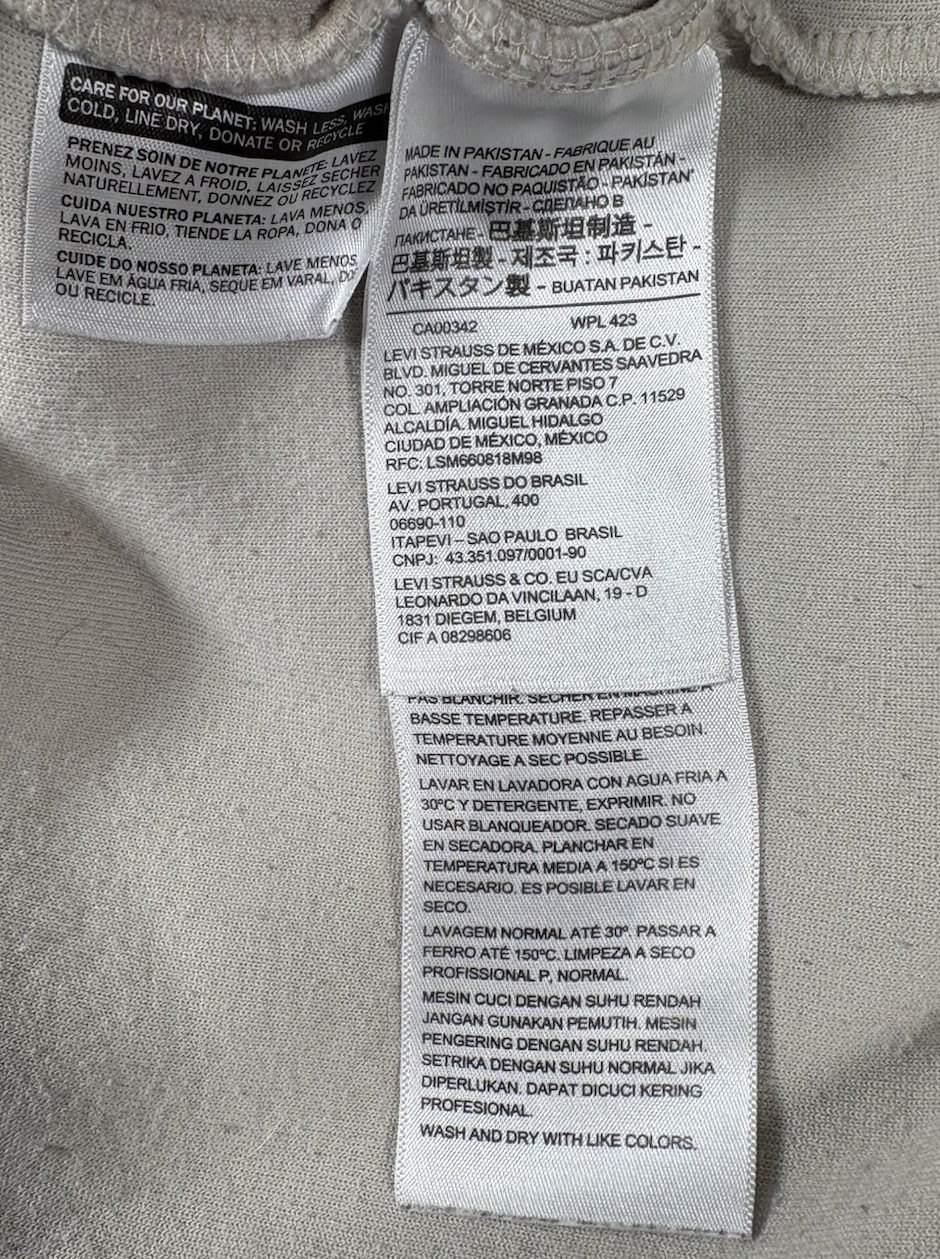 CARE FOR OUR PLANET: WASH LESS, WASH
COLD, LINE DRY, DONATE OR RECYCLE
PRENEZ SOIN DE NOTRE PLANETE: LAVEZ
MOINS, LAVEZ A FROID, LAISSEZ SECHER
NATURELLEMENT, DONNEZ OU RECYCLEZ
CUIDA NUESTRO PLANETA: LAVA MENOS,
LAVA EN FRIO, TIENDE LA ROPA, DONA O
RECICLA.
CUIDE DO NOSSO PLANETA: LAVE MENOS,
LAVE EM ÁGUA FRIA, SEQUE EM VARAL,
OU RECICLE.
MADE IN PAKISTAN - FABRIQUE AU
PAKISTAN - FABRICADO EN PAKISTÁN -
FABRICADO NO PAQUISTÃO - PAKİSTAN'
DA ÜRETİLMİŞTİR - СДЕЛАНО В
ПАКИСТАНЕ - 巴基斯坦制造 -
巴基斯坦製 - 제조국 : 파키스탄 -
パキスタン製 - BUATAN PAKISTAN
CA00342 WPL 423
LEVI STRAUSS DE MÉXICO S.A. DE C.V.
BLVD. MIGUEL DE CERVANTES SAAVEDRA
NO. 301, TORRE NORTE PISO 7
COL. AMPLIACIÓN GRANADA C.P. 11529
ALCALDÍA. MIGUEL HIDALGO
CIUDAD DE MÉXICO, MÉXICO
RFC: LSM660818M98
LEVI STRAUSS DO BRASIL
AV. PORTUGAL, 400
06690-110
ITAPEVI – SAO PAULO BRASIL
CNPJ: 43.351.097/0001-90
LEVI STRAUSS & CO. EU SCA/CVA
LEONARDO DA VINCILAAN, 19 - D
1831 DIEGEM, BELGIUM
CIF A 08298606
PAS BLANCHIR. SECHER EN MACHINE A
BASSE TEMPERATURE. REPASSER A
TEMPERATURE MOYENNE AU BESOIN.
NETTOYAGE A SEC POSSIBLE.
LAVAR EN LAVADORA CON AGUA FRIA A
30ºC Y DETERGENTE, EXPRIMIR. NO
USAR BLANQUEADOR. SECADO SUAVE
EN SECADORA. PLANCHAR EN
TEMPERATURA MEDIA A 150ºC SI ES
NECESARIO. ES POSIBLE LAVAR EN
SECO.
LAVAGEM NORMAL ATÉ 30º. PASSAR A
FERRO ATÉ 150ºC. LIMPEZA A SECO
PROFISSIONAL P, NORMAL.
MESIN CUCI DENGAN SUHU RENDAH
JANGAN GUNAKAN PEMUTIH. MESIN
PENGERING DENGAN SUHU RENDAH.
SETRIKA DENGAN SUHU NORMAL JIKA
DIPERLUKAN. DAPAT DICUCI KERING
PROFESIONAL.
WASH AND DRY WITH LIKE COLORS.